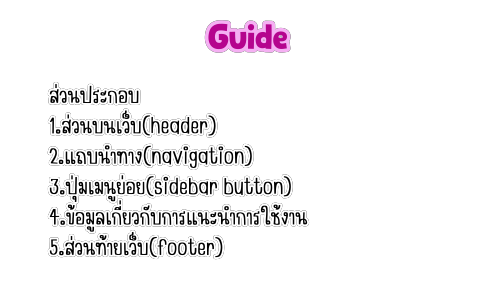 Guide
ส่วนประกอบ
1.ส่วนบนเว็บ(header)
2.แถบนำทาง(navigation)
3.ปุ่มเมนูย่อย(sidebar button)
4.ข้อมูลเกี่ยวกับการแนะนำการใช้งาน
5.ส่วนท้ายเว็บ(footer)